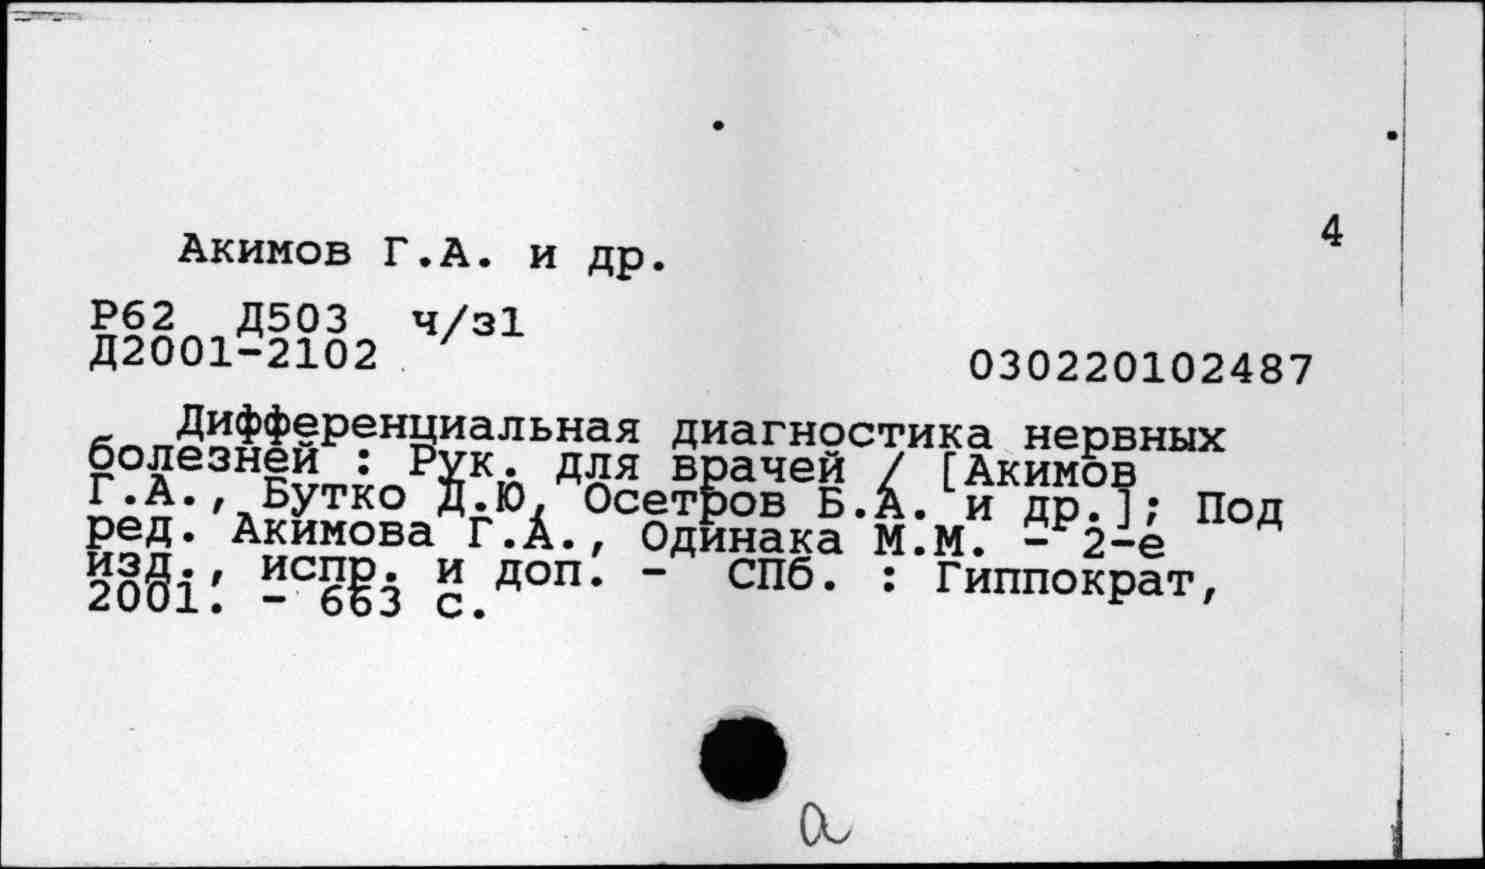 4
Акимов Г.А. и др.
Р62 Д503 ч/з1
Д2001-2102
030220102487
Дифференциальная диагностика нервных
болезней : Рук. для врачей / [Акимов
Г.А., Бутко Д.Ю, Осетров Б.А. и др.]; Под
ред. Акимова Г.А., Одинака М.М. - 2-е
изд., испр. и доп. - СПб. : Гиппократ,
2001. - 663 с.
а